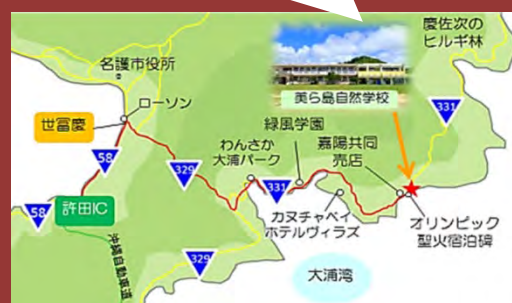 慶佐次の
ヒルギ林
名護市役所
美ら島自然学校
331
ローソン
世冨慶
緑風学園
嘉陽共同
売店
わんさか
大浦パーク
58
329
331
許田IC
58
カヌチャベイ
ホテルヴィラズ
オリンピック
聖火宿泊碑
沖縄自動車道
329
大浦湾